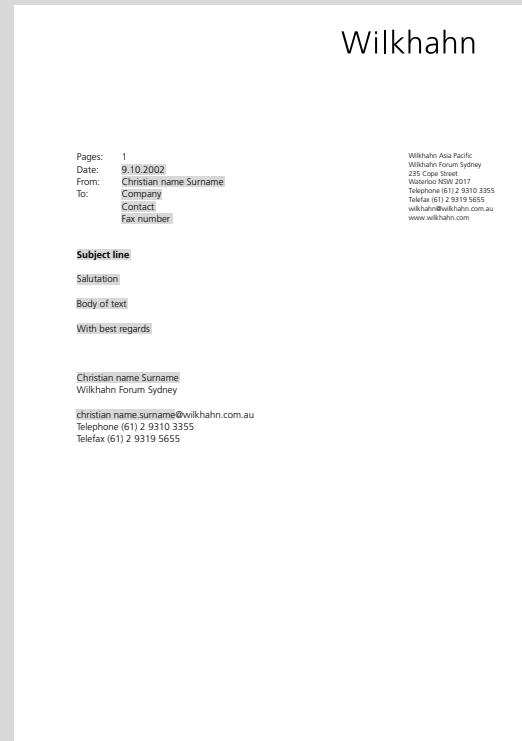 Wilkhahn
Pages: 1
Date: 9.10.2002
From: Christian name Surname
To: Company
Contact
Fax number
Wilkhahn Asia Pacific
Wilkhahn Forum Sydney
235 Cope Street
Waterloo NSW 2017
Telephone (61) 2 9310 3355
Telefax (61) 2 9319 5655
wilkhahn@wilkhahn.com.au
www.wilkhahn.com
Subject line
Salutation
Body of text
With best regards
Christian name Surname
Wilkhahn Forum Sydney
christian name.surname@wilkhahn.com.au
Telephone (61) 2 9310 3355
Telefax (61) 2 9319 5655